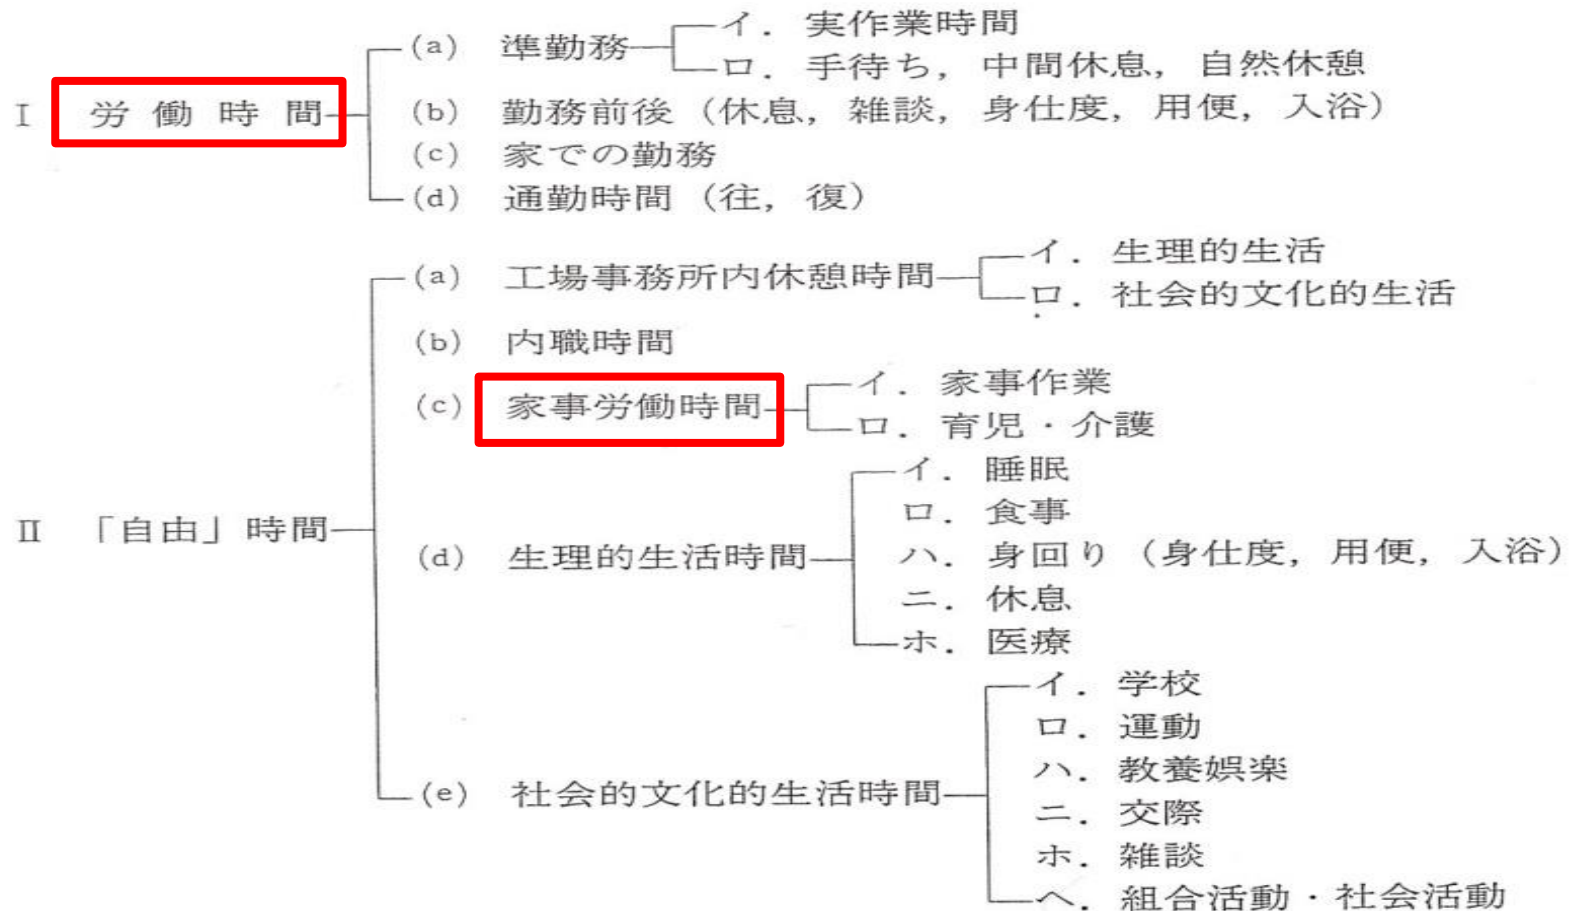 I 労働時間
(a) 準勤務
イ. 実作業時間
ロ. 手待ち, 中間休息, 自然休憩
(b) 勤務前後 (休息, 雑談, 身仕度, 用便, 入浴)
(c) 家での勤務
(d) 通勤時間 (往, 復)
II 「自由」時間
(a) 工場事務所内休憩時間
イ. 生理的生活
ロ. 社会的文化的生活
(b) 内職時間
(c) 家事労働時間
イ. 家事作業
ロ. 育児・介護
(d) 生理的生活時間
イ. 睡眠
ロ. 食事
ハ. 身回り (身仕度, 用便, 入浴)
ニ. 休息
ホ. 医療
(e) 社会的文化的生活時間
イ. 学校
ロ. 運動
ハ. 教養娯楽
ニ. 交際
ホ. 雑談
ヘ. 組合活動・社会活動